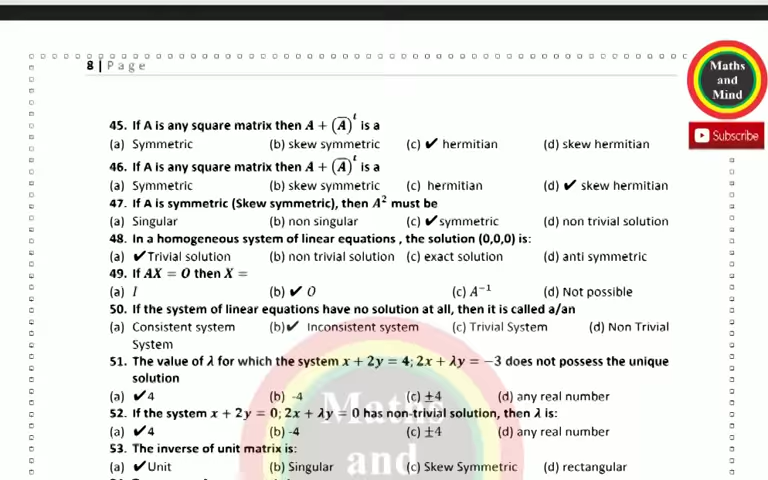 8 | Page
Maths
and
Mind
Subscribe
45. If A is any square matrix then A + (A̅)ᵗ is a
(a) Symmetric (b) skew symmetric (c) ✔ hermitian (d) skew hermitian
46. If A is any square matrix then A + (A̅)ᵗ is a
(a) Symmetric (b) skew symmetric (c) hermitian (d) ✔ skew hermitian
47. If A is symmetric (Skew symmetric), then A² must be
(a) Singular (b) non singular (c) ✔symmetric (d) non trivial solution
48. In a homogeneous system of linear equations , the solution (0,0,0) is:
(a) ✔Trivial solution (b) non trivial solution (c) exact solution (d) anti symmetric
49. If AX = O then X =
(a) I (b) ✔ O (c) A⁻¹ (d) Not possible
50. If the system of linear equations have no solution at all, then it is called a/an
(a) Consistent system (b)✔ Inconsistent system (c) Trivial System (d) Non Trivial
System
51. The value of λ for which the system x + 2y = 4; 2x + λy = −3 does not possess the unique
solution
(a) ✔4 (b) -4 (c) ±4 (d) any real number
52. If the system x + 2y = 0; 2x + λy = 0 has non-trivial solution, then λ is:
(a) ✔4 (b) -4 (c) ±4 (d) any real number
53. The inverse of unit matrix is:
(a) ✔Unit (b) Singular (c) Skew Symmetric (d) rectangular
Maths
and